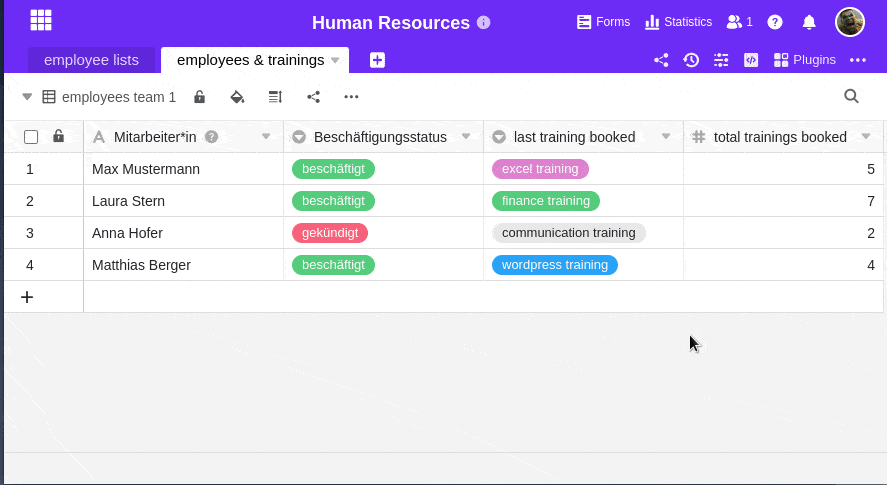 Human Resources
Forms Statistics 1
employee lists employees & trainings Plugins
employees team 1
Mitarbeiter*in Beschäftigungsstatus last training booked total trainings booked
1 Max Mustermann beschäftigt excel training 5
2 Laura Stern beschäftigt finance training 7
3 Anna Hofer gekündigt communication training 2
4 Matthias Berger beschäftigt wordpress training 4